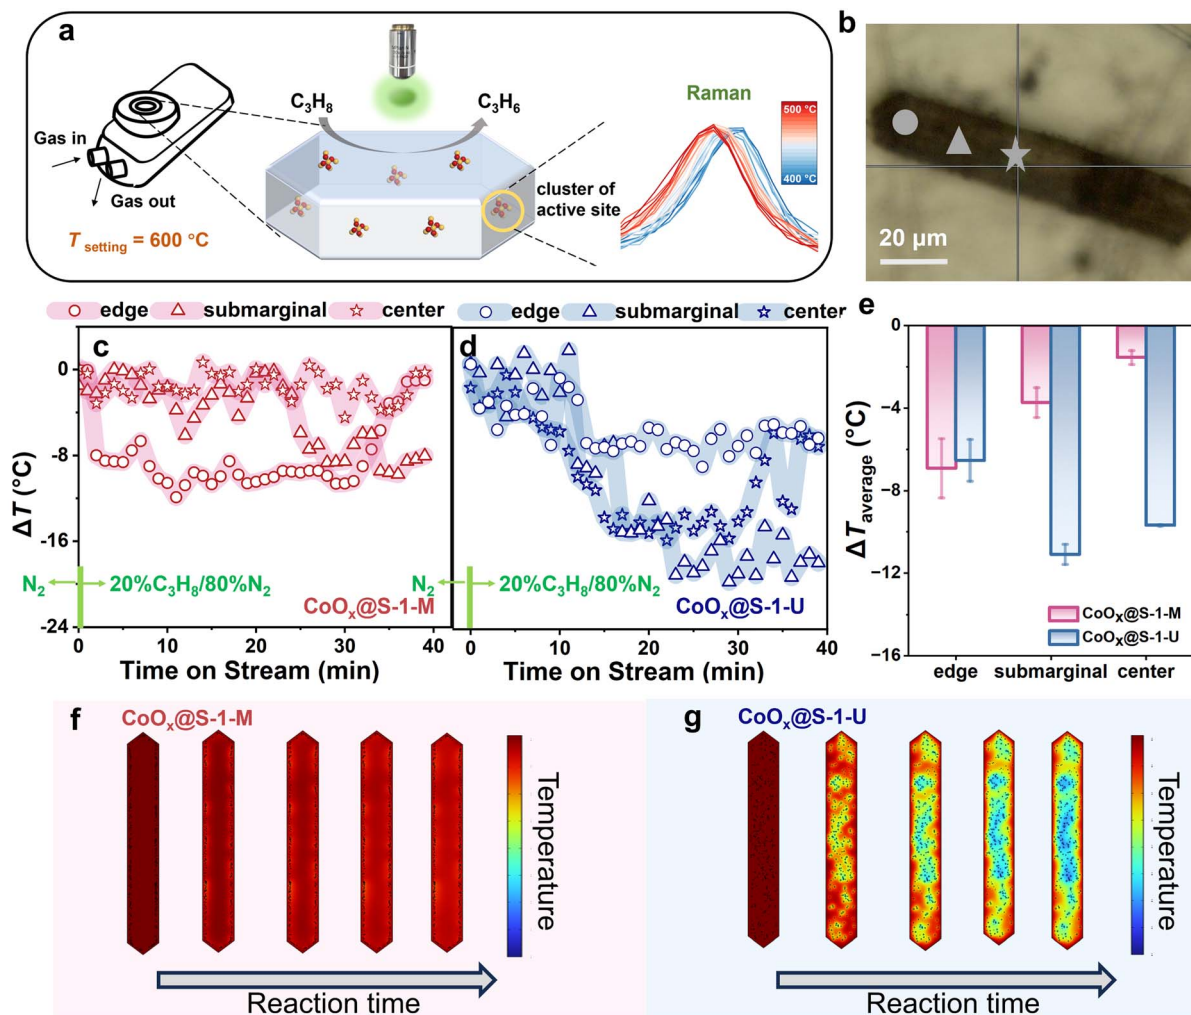 a
C₃H₈
C₃H₆
Gas in
Gas out
T setting = 600 °C
cluster of
active site
Raman
500 °C
400 °C
b
20 μm
edge submarginal center
edge submarginal center
c
0
-8
-16
-24
ΔT (°C)
N₂
20%C₃H₈/80%N₂
CoOₓ@S-1-M
0 10 20 30 40
Time on Stream (min)
d
N₂
20%C₃H₈/80%N₂
CoOₓ@S-1-U
0 10 20 30 40
Time on Stream (min)
e
0
−4
−8
−12
−16
ΔT average (°C)
CoOₓ@S-1-M
CoOₓ@S-1-U
edge submarginal center
f
CoOₓ@S-1-M
Temperature
Reaction time
g
CoOₓ@S-1-U
Temperature
Reaction time